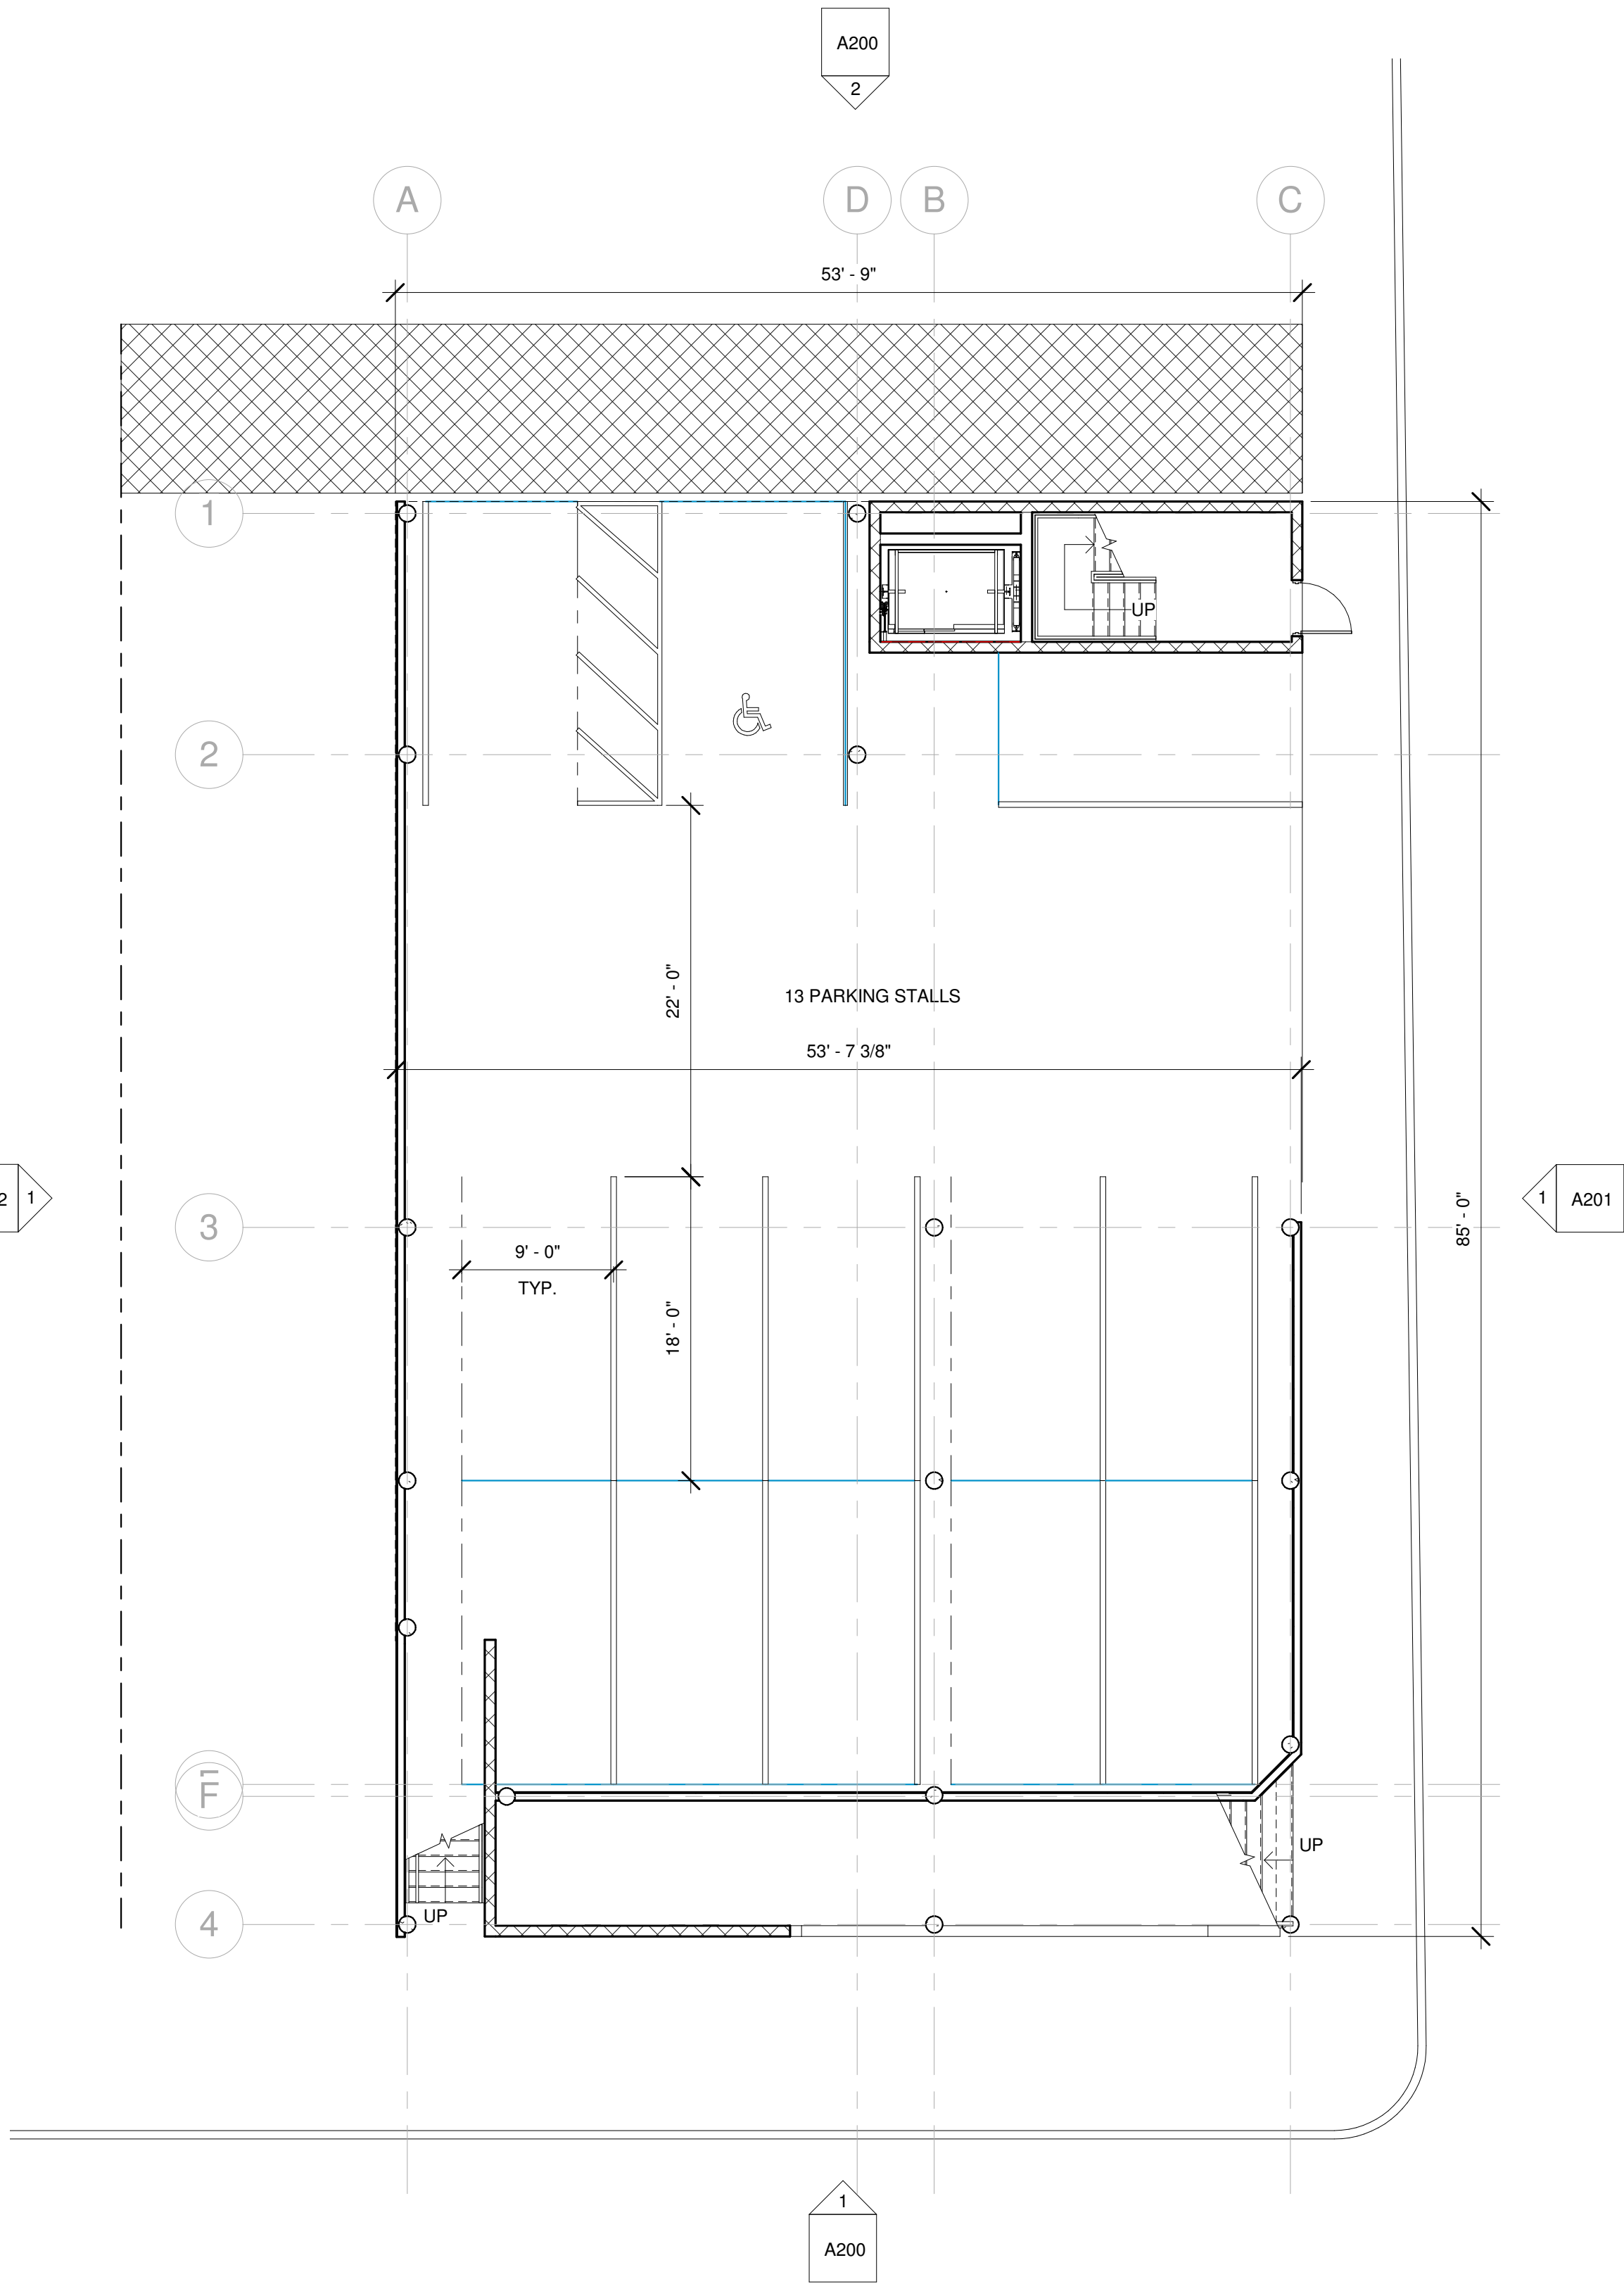 A200
2
A
D
B
C
53' - 9"
1
UP
2
22' - 0"
13 PARKING STALLS
53' - 7 3/8"
2
1
1
A201
85' - 0"
3
9' - 0"
TYP.
18' - 0"
F
UP
UP
4
1
A200